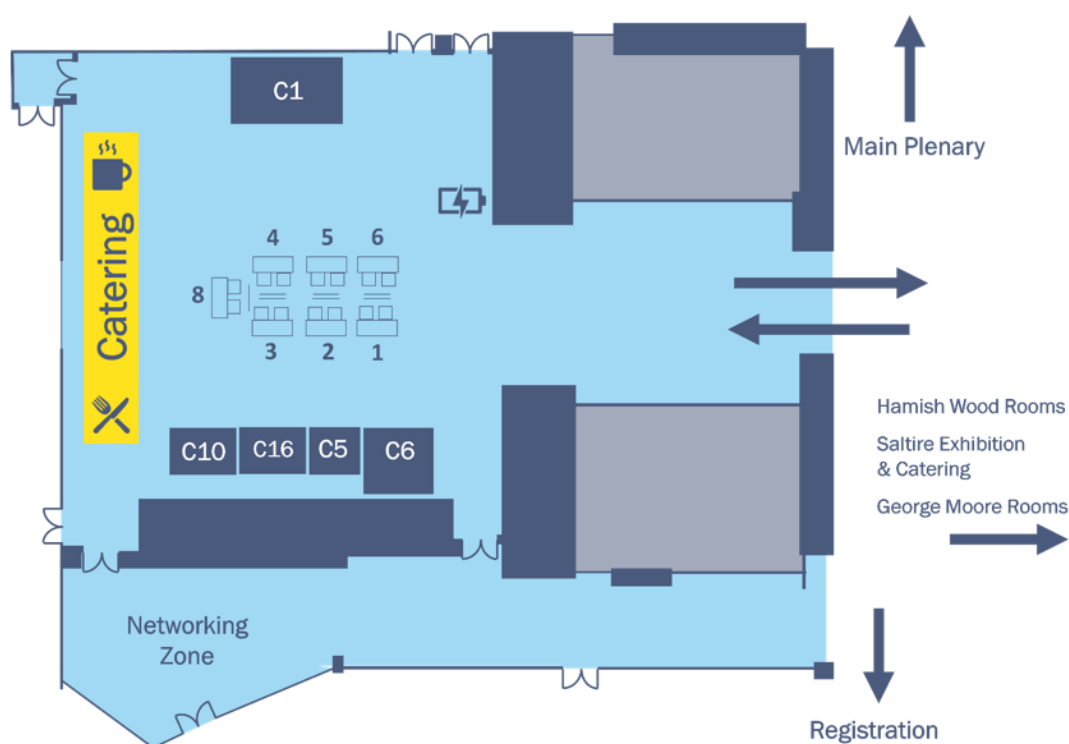 C1
Main Plenary
Catering
4 5 6
8
3 2 1
Hamish Wood Rooms
Saltire Exhibition
& Catering
George Moore Rooms
C10 C16 C5 C6
Networking
Zone
Registration